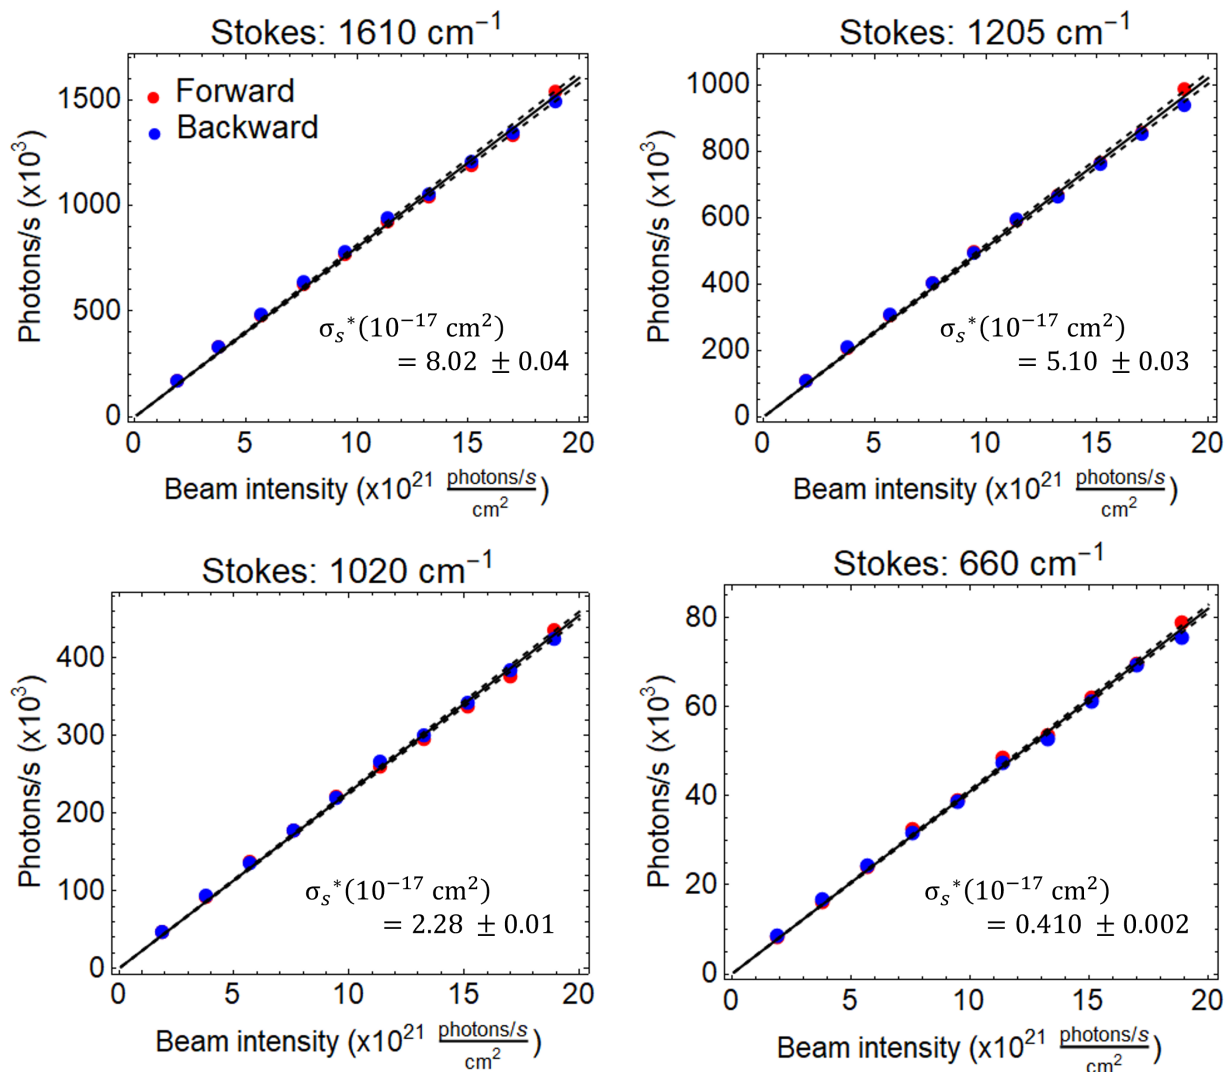 Stokes: 1610 cm⁻¹
Forward
Backward
Photons/s (x10³)
1500
1000
500
0
σₛ*(10⁻¹⁷ cm²)
= 8.02 ± 0.04
0 5 10 15 20
Beam intensity (x10²¹ photons/s / cm²)
Stokes: 1205 cm⁻¹
Photons/s (x10³)
1000
800
600
400
200
0
σₛ*(10⁻¹⁷ cm²)
= 5.10 ± 0.03
0 5 10 15 20
Beam intensity (x10²¹ photons/s / cm²)
Stokes: 1020 cm⁻¹
Photons/s (x10³)
400
300
200
100
0
σₛ*(10⁻¹⁷ cm²)
= 2.28 ± 0.01
0 5 10 15 20
Beam intensity (x10²¹ photons/s / cm²)
Stokes: 660 cm⁻¹
Photons/s (x10³)
80
60
40
20
0
σₛ*(10⁻¹⁷ cm²)
= 0.410 ± 0.002
0 5 10 15 20
Beam intensity (x10²¹ photons/s / cm²)